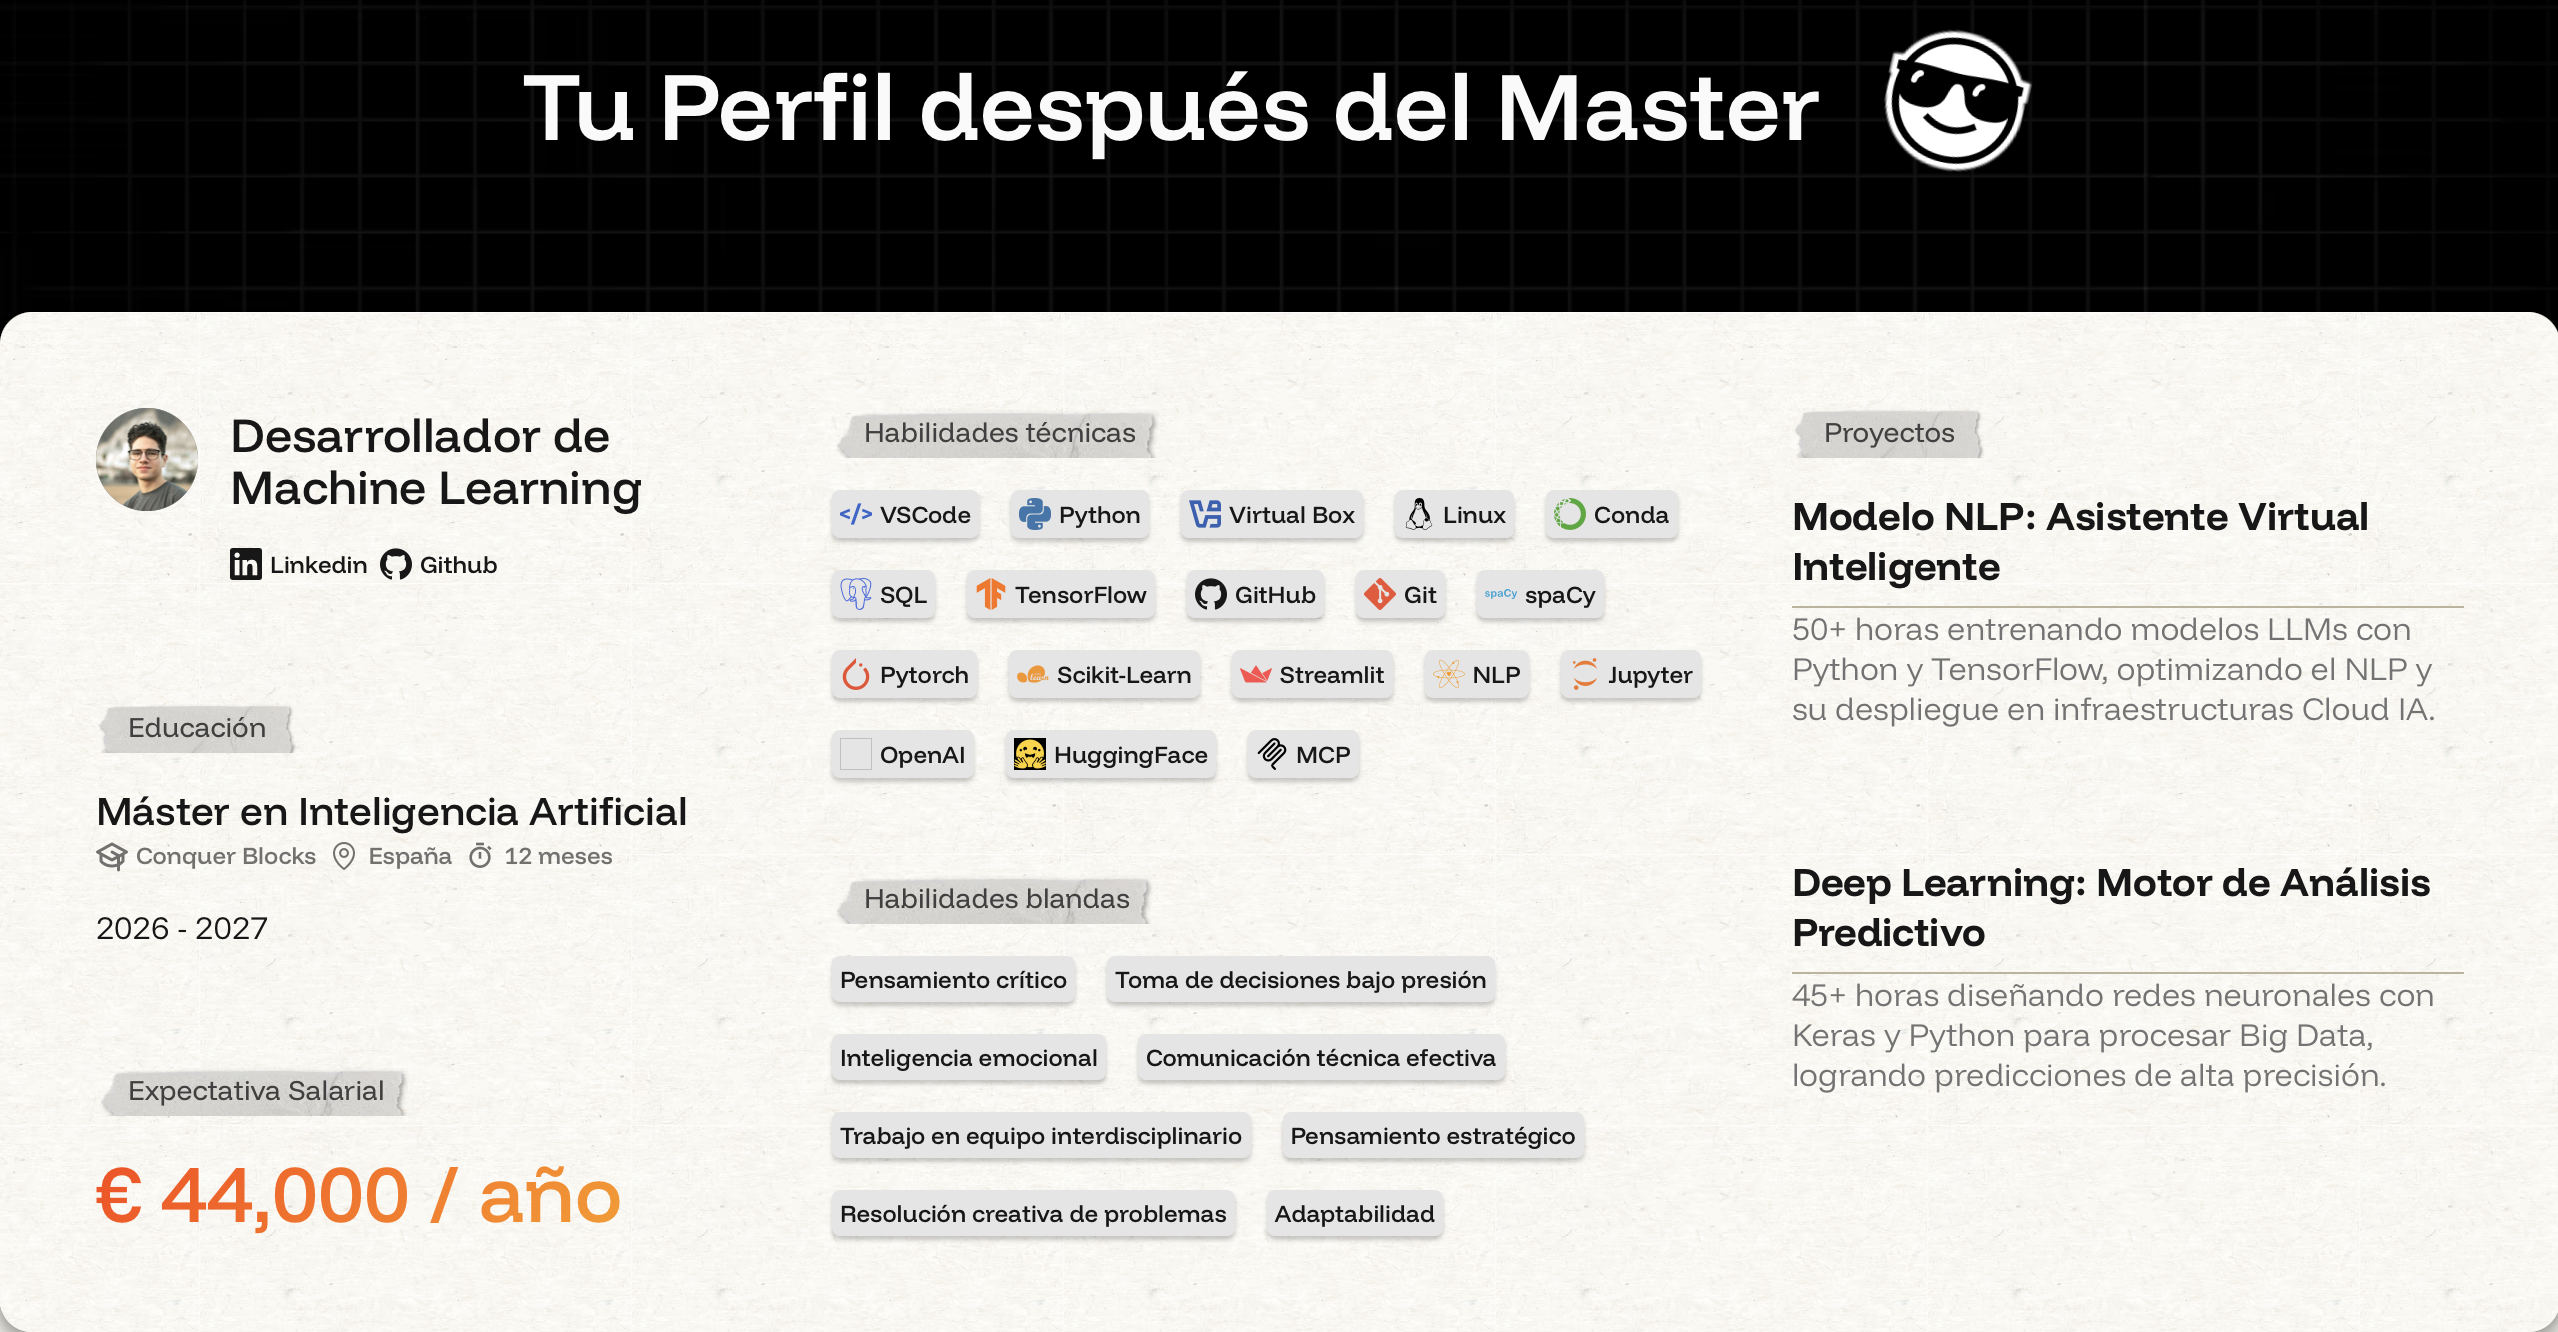 Tu Perfil después del Master
Desarrollador de
Machine Learning
Linkedin Github
Educación
Máster en Inteligencia Artificial
Conquer Blocks España 12 meses
2026 - 2027
Expectativa Salarial
€ 44,000 / año
Habilidades técnicas
VSCode Python Virtual Box Linux Conda
SQL TensorFlow GitHub Git spaCy spaCy
Pytorch learn Scikit-Learn Streamlit NLP Jupyter
OpenAI HuggingFace MCP
Habilidades blandas
Pensamiento crítico Toma de decisiones bajo presión
Inteligencia emocional Comunicación técnica efectiva
Trabajo en equipo interdisciplinario Pensamiento estratégico
Resolución creativa de problemas Adaptabilidad
Proyectos
Modelo NLP: Asistente Virtual
Inteligente
50+ horas entrenando modelos LLMs con
Python y TensorFlow, optimizando el NLP y
su despliegue en infraestructuras Cloud IA.
Deep Learning: Motor de Análisis
Predictivo
45+ horas diseñando redes neuronales con
Keras y Python para procesar Big Data,
logrando predicciones de alta precisión.